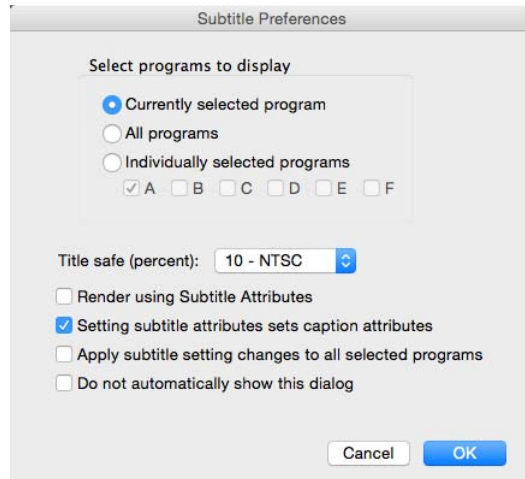 Subtitle Preferences
Select programs to display
Currently selected program
All programs
Individually selected programs
A B C D E F
Title safe (percent): 10 - NTSC
Render using Subtitle Attributes
Setting subtitle attributes sets caption attributes
Apply subtitle setting changes to all selected programs
Do not automatically show this dialog
Cancel OK